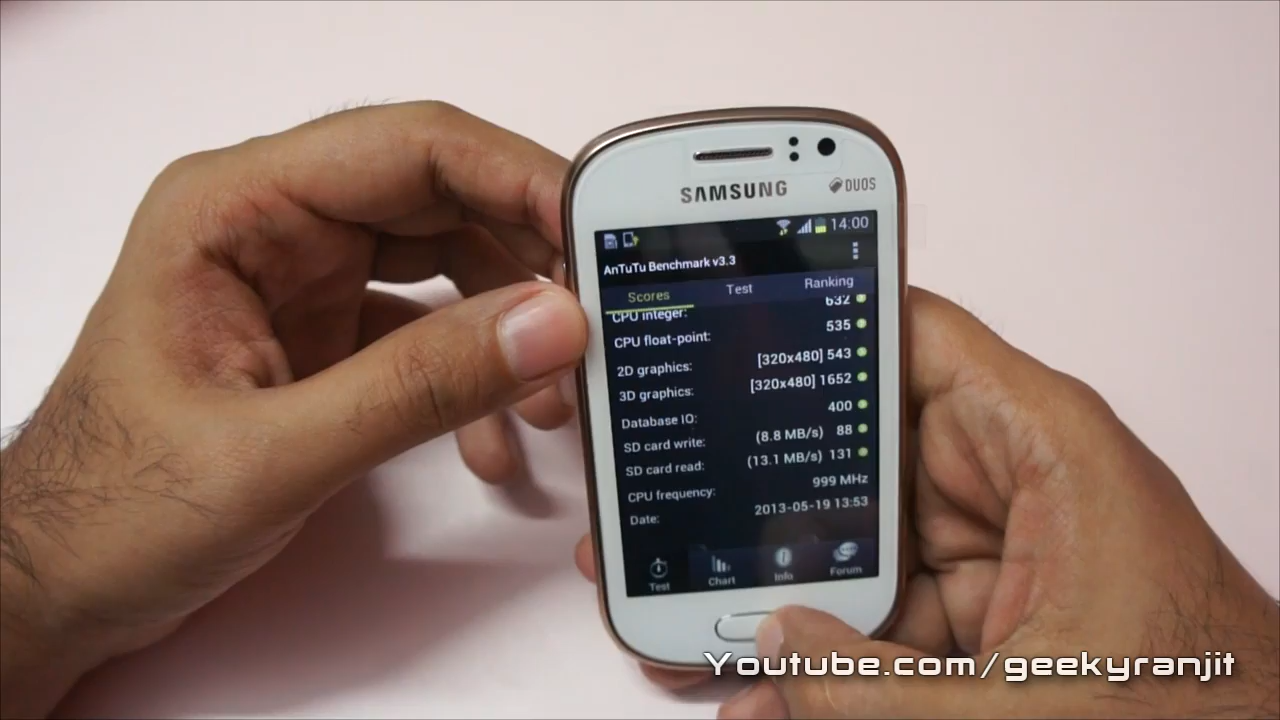 SAMSUNG
DUOS
14:00
AnTuTu Benchmark v3.3
Scores Test Ranking
CPU integer: 632
CPU float-point: 535
2D graphics: [320x480] 543
3D graphics: [320x480] 1652
Database IO: 400
SD card write: (8.8 MB/s) 88
SD card read: (13.1 MB/s) 131
CPU frequency: 999 MHz
Date: 2013-05-19 13:53
Test Chart Info Forum
Youtube.com/geekyranjit